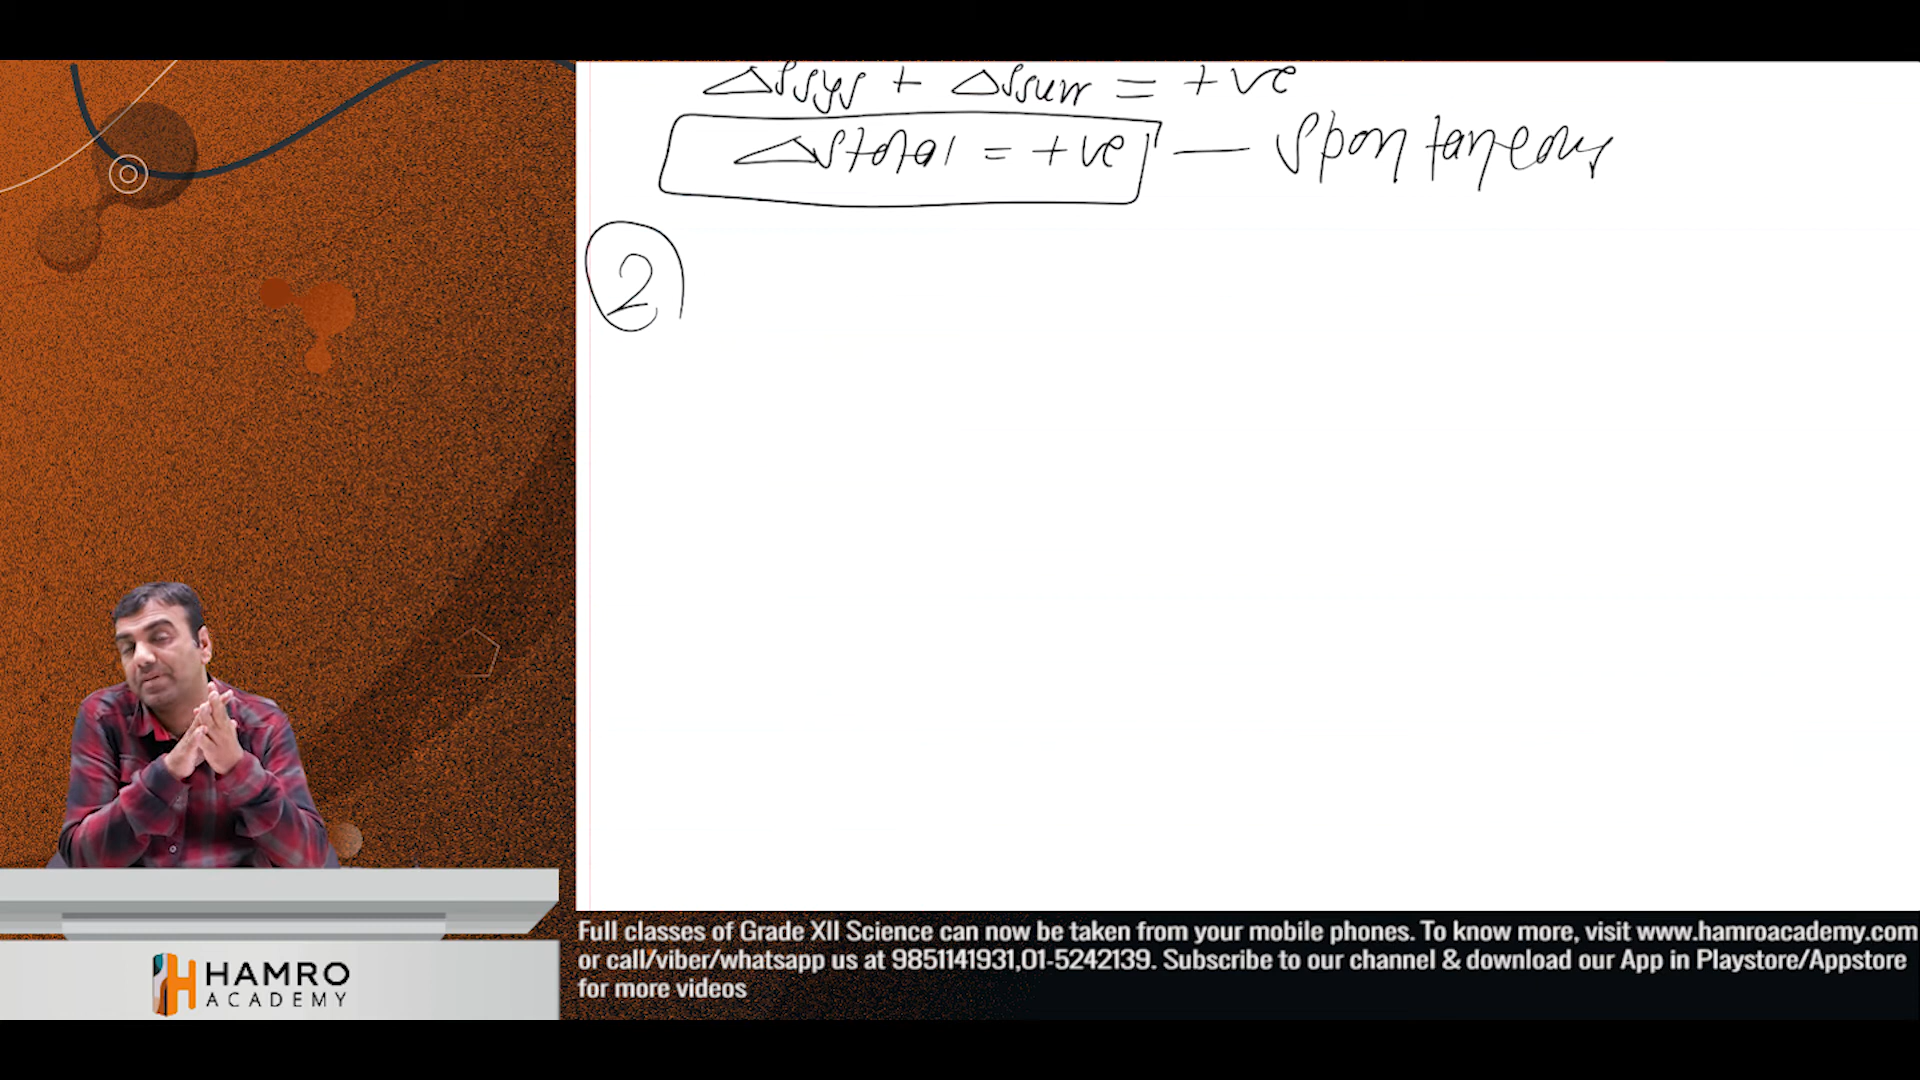 ΔSsys + ΔSsurr = +ve
ΔStotal = +ve — Spontaneous
2
Full classes of Grade XII Science can now be taken from your mobile phones. To know more, visit www.hamroacademy.com
or call/viber/whatsapp us at 9851141931,01-5242139. Subscribe to our channel & download our App in Playstore/Appstore
for more videos
HAMRO
ACADEMY